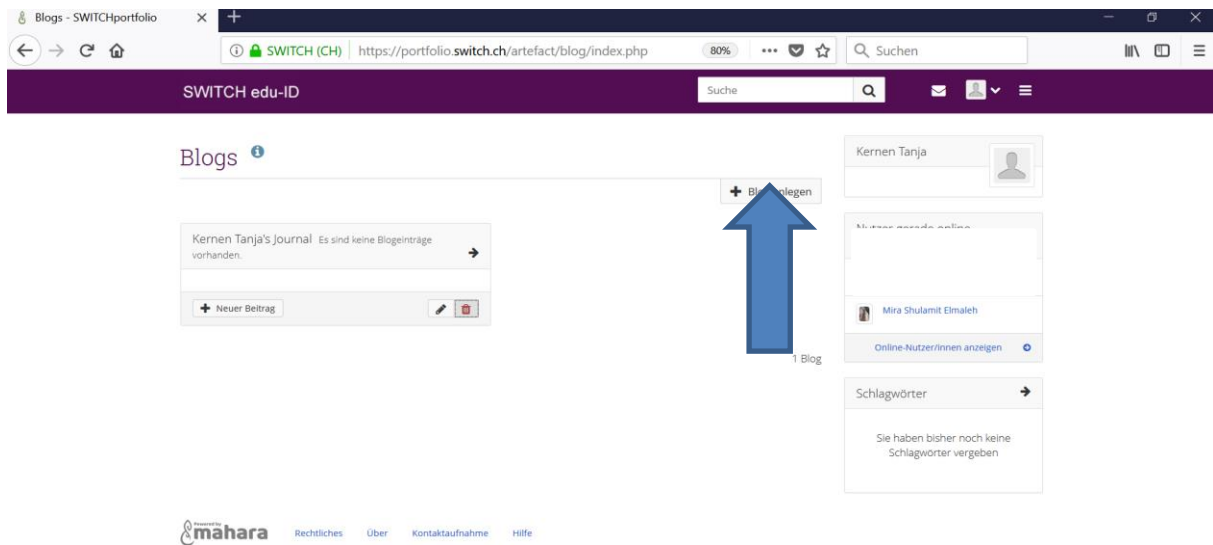 Blogs - SWITCHportfolio
SWITCH (CH) https://portfolio.switch.ch/artefact/blog/index.php 80% Suchen
SWITCH edu-ID Suche
Blogs
Kernen Tanja
Kernen Tanja's Journal Es sind keine Blogeinträge
vorhanden.
Neuer Beitrag
1 Blog
Mira Shulamit Elmaleh
Online-Nutzer/innen anzeigen
Schlagwörter
Sie haben bisher noch keine
Schlagwörter vergeben
Powered by
mahara Rechtliches Über Kontaktaufnahme Hilfe